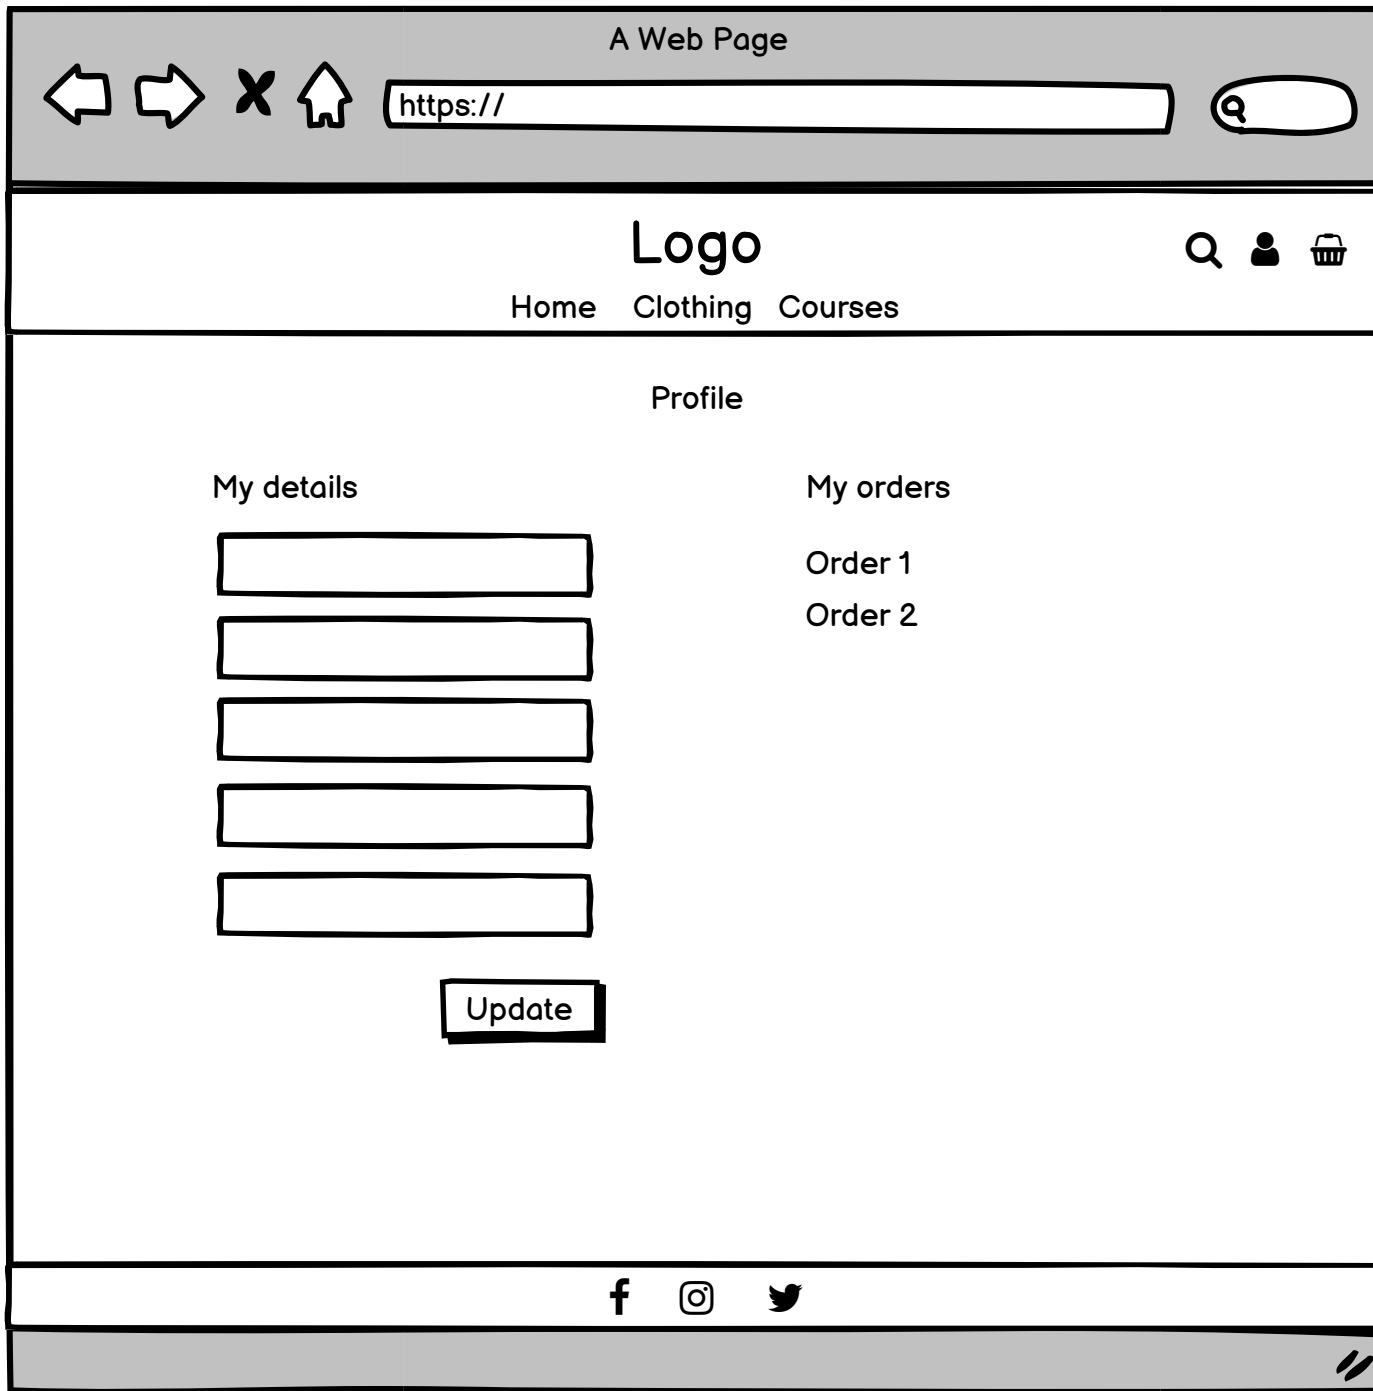 A Web Page
https://
Logo
Home Clothing Courses
Profile
My details
My orders
Order 1
Order 2
Update